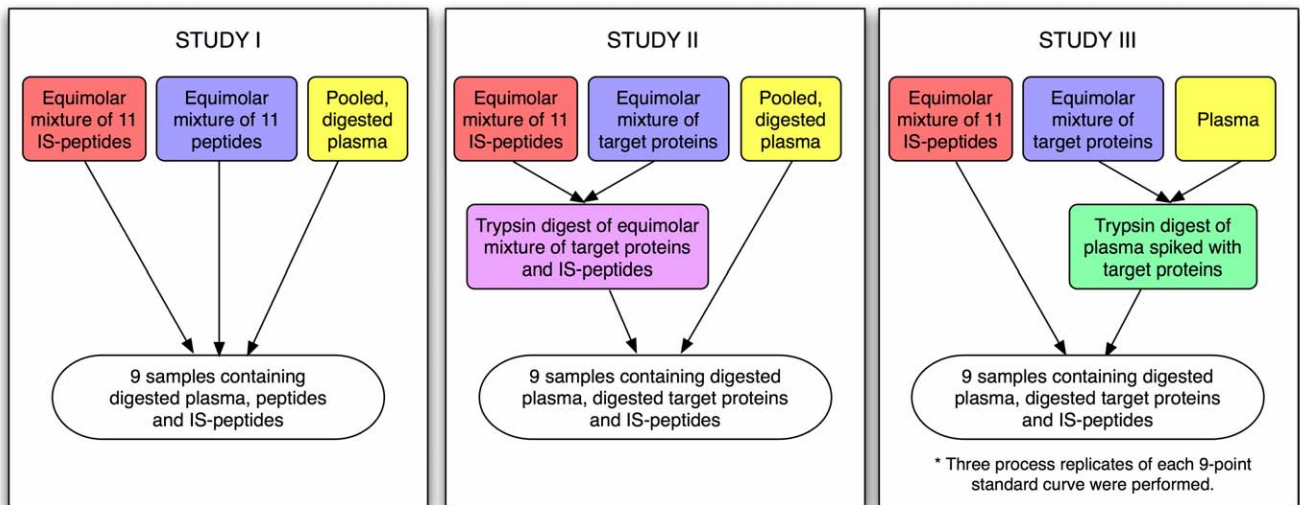 STUDY I
Equimolar
mixture of 11
IS-peptides
Equimolar
mixture of 11
peptides
Pooled,
digested
plasma
9 samples containing
digested plasma, peptides
and IS-peptides
STUDY II
Equimolar
mixture of 11
IS-peptides
Equimolar
mixture of
target proteins
Pooled,
digested
plasma
Trypsin digest of equimolar
mixture of target proteins
and IS-peptides
9 samples containing digested
plasma, digested target proteins
and IS-peptides
STUDY III
Equimolar
mixture of 11
IS-peptides
Equimolar
mixture of
target proteins
Plasma
Trypsin digest of
plasma spiked with
target proteins
9 samples containing digested
plasma, digested target proteins
and IS-peptides
* Three process replicates of each 9-point
standard curve were performed.